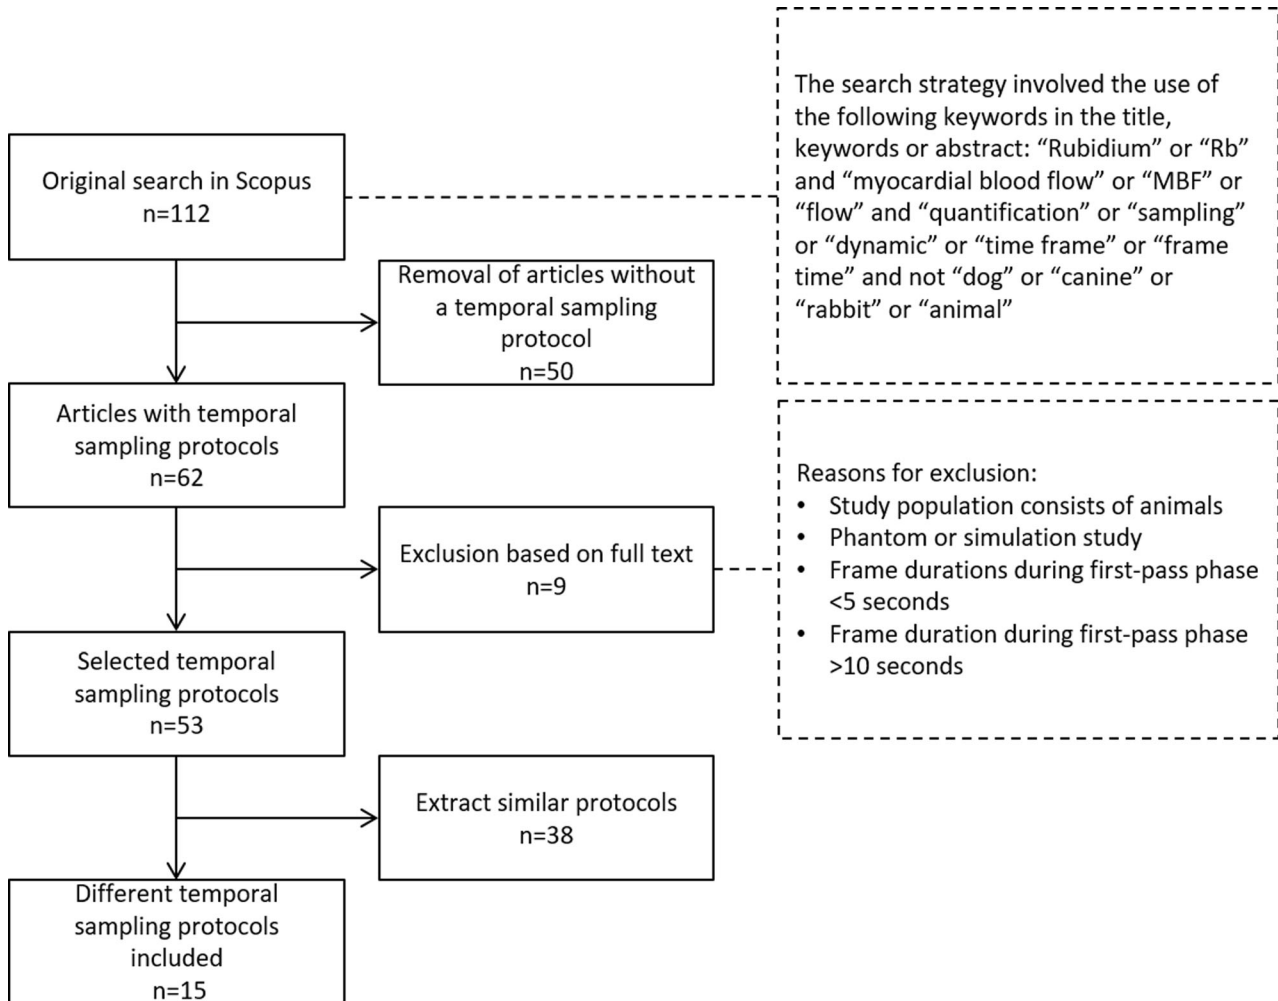 Original search in Scopus
n=112
The search strategy involved the use of
the following keywords in the title,
keywords or abstract: “Rubidium” or “Rb”
and “myocardial blood flow” or “MBF” or
“flow” and “quantification” or “sampling”
or “dynamic” or “time frame” or “frame
time” and not “dog” or “canine” or
“rabbit” or “animal”
Removal of articles without
a temporal sampling
protocol
n=50
Articles with temporal
sampling protocols
n=62
Exclusion based on full text
n=9
Reasons for exclusion:
• Study population consists of animals
• Phantom or simulation study
• Frame durations during first-pass phase
<5 seconds
• Frame duration during first-pass phase
>10 seconds
Selected temporal
sampling protocols
n=53
Extract similar protocols
n=38
Different temporal
sampling protocols
included
n=15